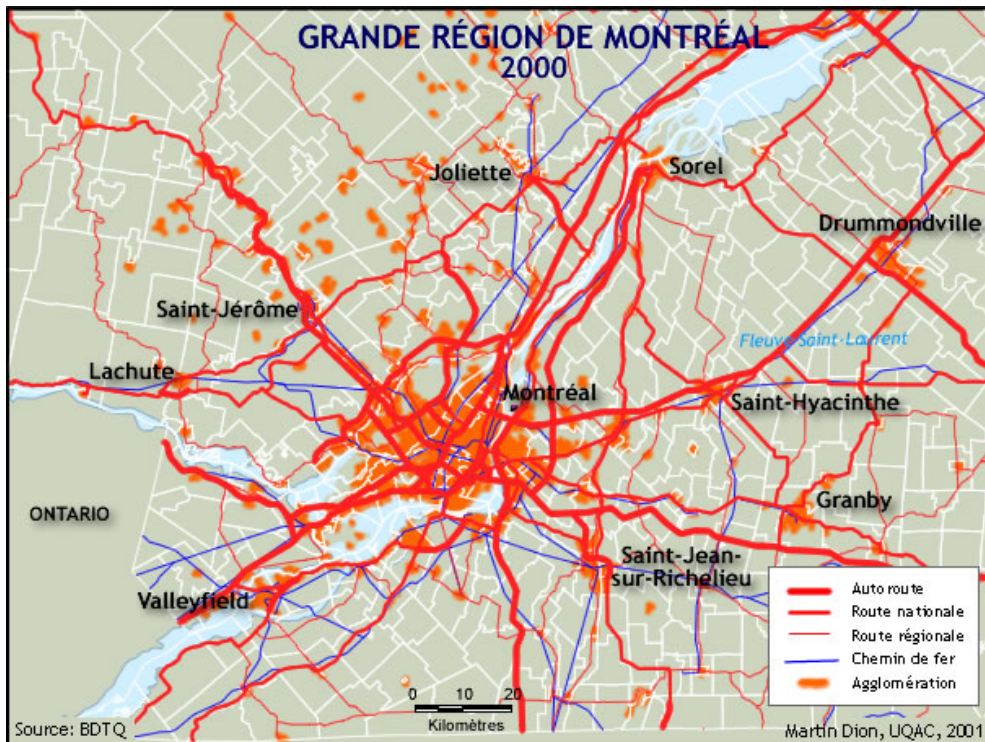 GRANDE RÉGION DE MONTRÉAL
2000
Joliette
Sorel
Drummondville
Saint-Jérôme
Fleuve Saint-Laurent
Lachute
Montréal
Saint-Hyacinthe
ONTARIO
Granby
Saint-Jean-
sur-Richelieu
Valleyfield
Autoroute
Route nationale
Route régionale
Chemin de fer
Agglomération
0 10 20
Kilomètres
Source: BDTQ
Martin Dion, UQAC, 2001